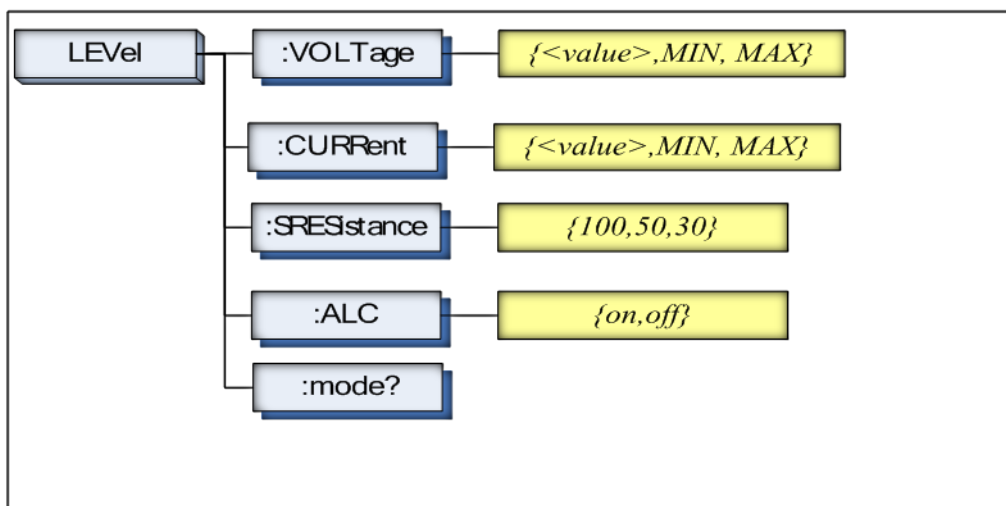 LEVel :VOLTage {<value>,MIN, MAX}
:CURRent {<value>,MIN, MAX}
:SRESistance {100,50,30}
:ALC {on,off}
:mode?